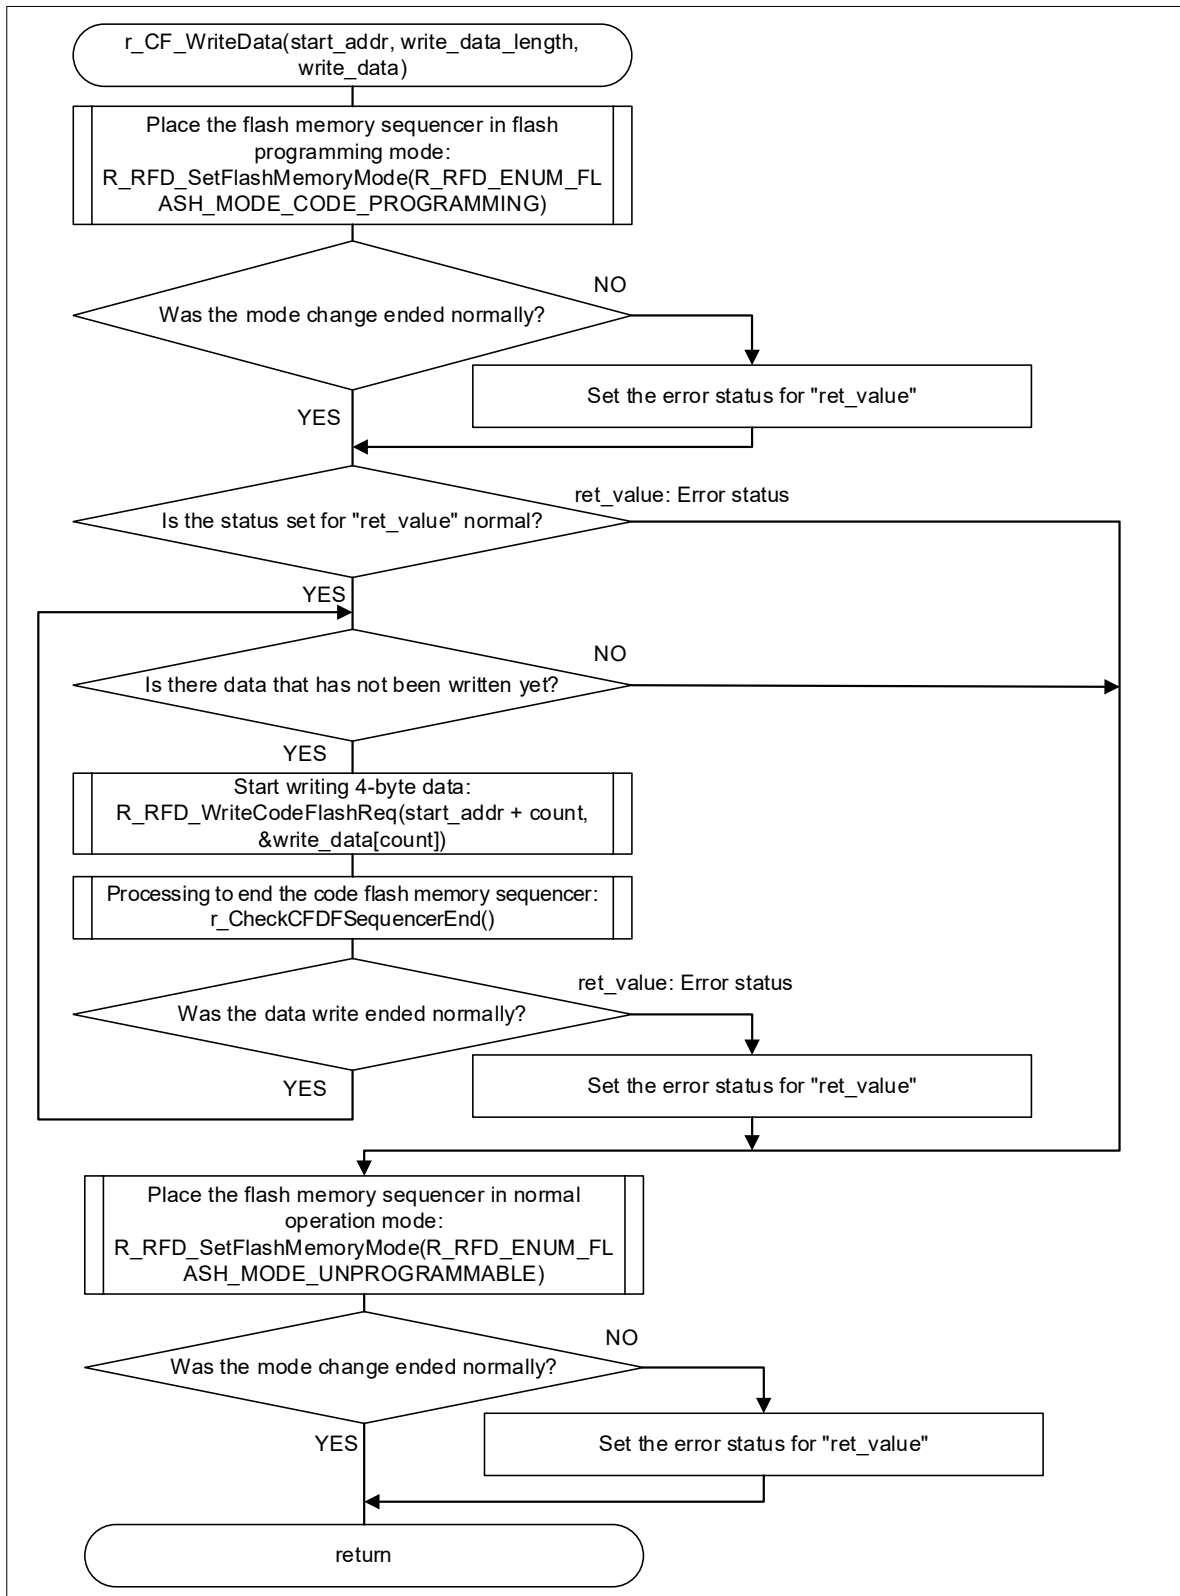 r_CF_WriteData(start_addr, write_data_length,
write_data)
Place the flash memory sequencer in flash
programming mode:
R_RFD_SetFlashMemoryMode(R_RFD_ENUM_FL
ASH_MODE_CODE_PROGRAMMING)
NO
Was the mode change ended normally?
Set the error status for "ret_value"
YES
ret_value: Error status
Is the status set for "ret_value" normal?
YES
NO
Is there data that has not been written yet?
YES
Start writing 4-byte data:
R_RFD_WriteCodeFlashReq(start_addr + count,
&write_data[count])
Processing to end the code flash memory sequencer:
r_CheckCFDFSequencerEnd()
ret_value: Error status
Was the data write ended normally?
Set the error status for "ret_value"
YES
Place the flash memory sequencer in normal
operation mode:
R_RFD_SetFlashMemoryMode(R_RFD_ENUM_FL
ASH_MODE_UNPROGRAMMABLE)
NO
Was the mode change ended normally?
YES
Set the error status for "ret_value"
return